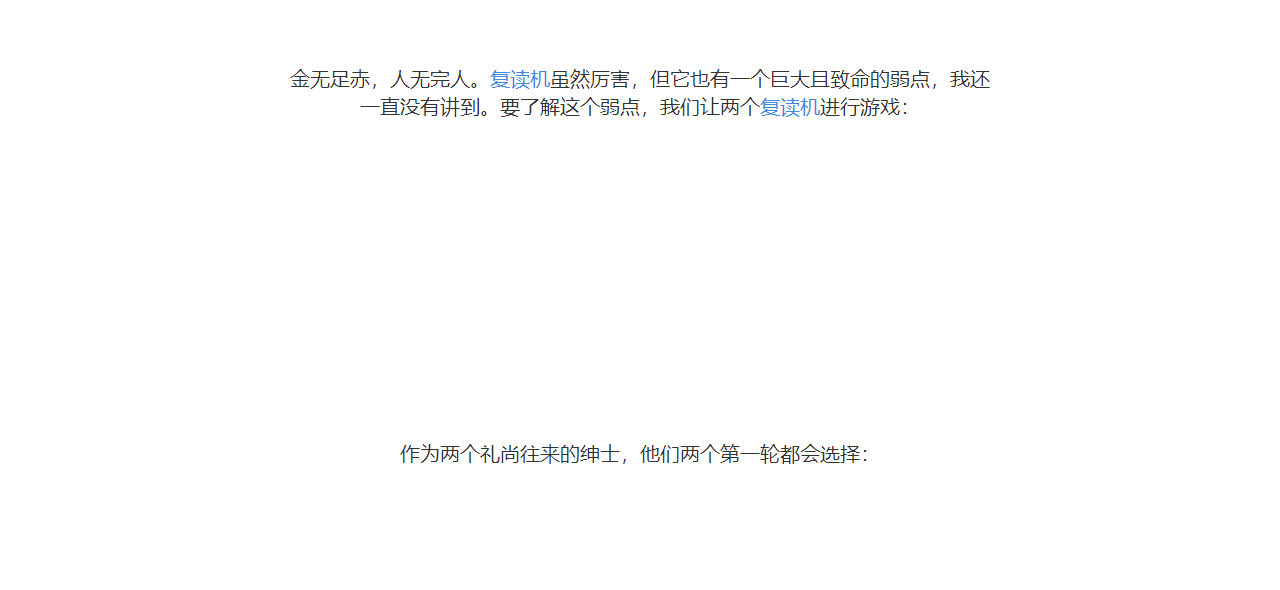 金无足赤，人无完人。复读机虽然厉害，但它也有一个巨大且致命的弱点，我还
一直没有讲到。要了解这个弱点，我们让两个复读机进行游戏：
作为两个礼尚往来的绅士，他们两个第一轮都会选择：